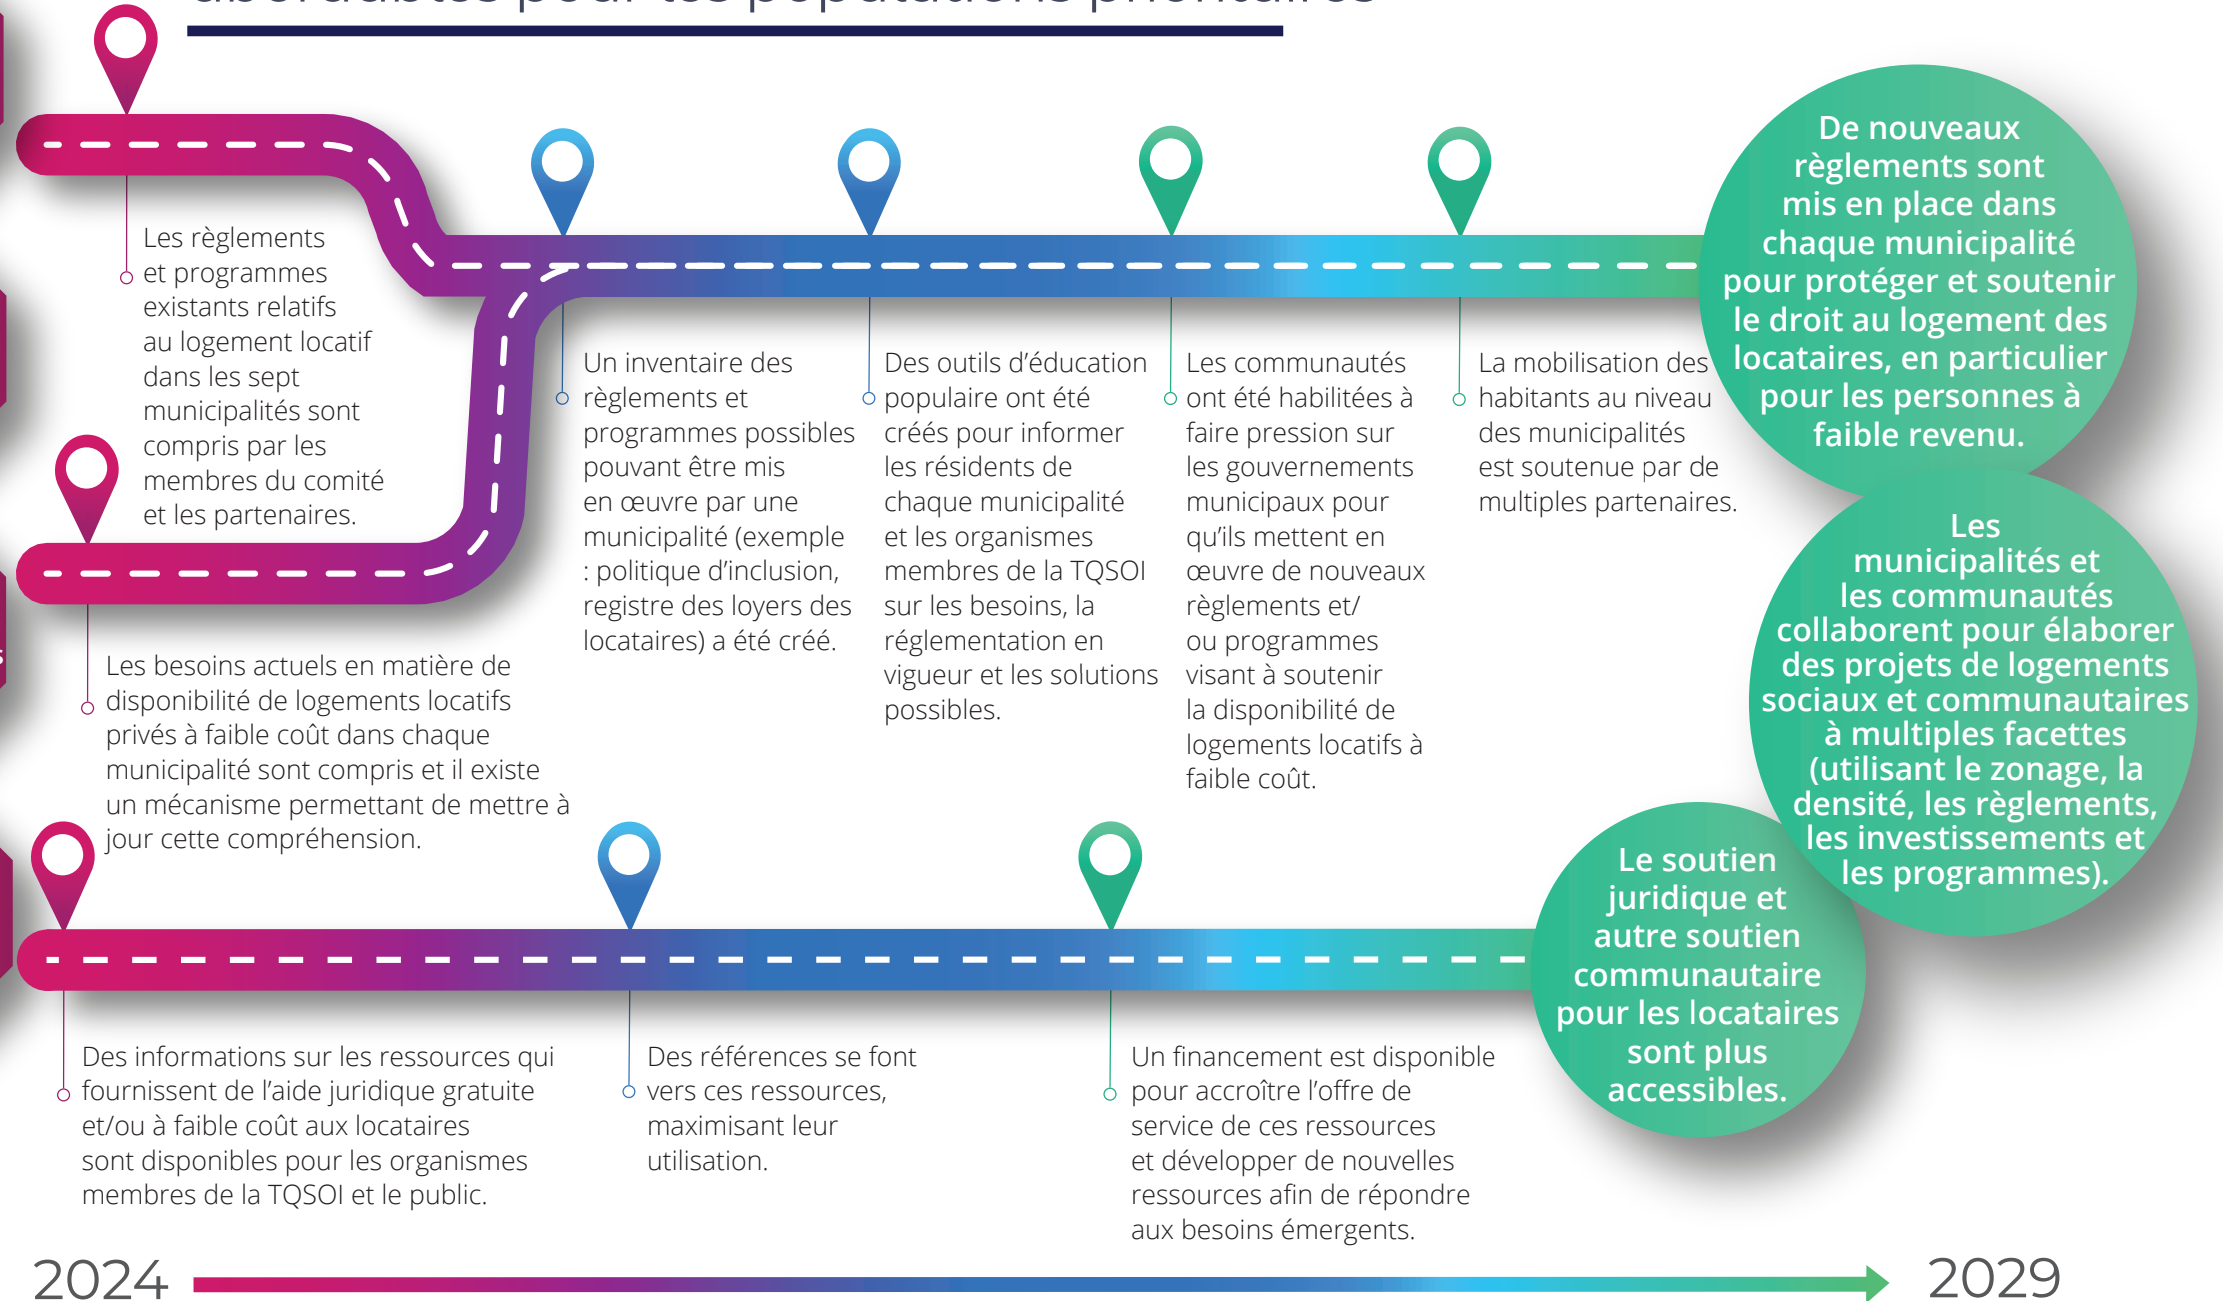 abordables pour les populations prioritaires
Les règlements
et programmes
existants relatifs
au logement locatif
dans les sept
municipalités sont
compris par les
membres du comité
et les partenaires.
Un inventaire des
règlements et
programmes possibles
pouvant être mis
en œuvre par une
municipalité (exemple
: politique d’inclusion,
registre des loyers des
locataires) a été créé.
Des outils d’éducation
populaire ont été
créés pour informer
les résidents de
chaque municipalité
et les organismes
membres de la TQSOI
sur les besoins, la
réglementation en
vigueur et les solutions
possibles.
Les communautés
ont été habilitées à
faire pression sur
les gouvernements
municipaux pour
qu’ils mettent en
œuvre de nouveaux
règlements et/
ou programmes
visant à soutenir
la disponibilité de
logements locatifs à
faible coût.
La mobilisation des
habitants au niveau
des municipalités
est soutenue par de
multiples partenaires.
De nouveaux
règlements sont
mis en place dans
chaque municipalité
pour protéger et soutenir
le droit au logement des
locataires, en particulier
pour les personnes à
faible revenu.
Les besoins actuels en matière de
disponibilité de logements locatifs
privés à faible coût dans chaque
municipalité sont compris et il existe
un mécanisme permettant de mettre à
jour cette compréhension.
Les
municipalités et
les communautés
collaborent pour élaborer
des projets de logements
sociaux et communautaires
à multiples facettes
(utilisant le zonage, la
densité, les règlements,
les investissements et
les programmes).
Des informations sur les ressources qui
fournissent de l’aide juridique gratuite
et/ou à faible coût aux locataires
sont disponibles pour les organismes
membres de la TQSOI et le public.
Des références se font
vers ces ressources,
maximisant leur
utilisation.
Un financement est disponible
pour accroître l’offre de
service de ces ressources
et développer de nouvelles
ressources afin de répondre
aux besoins émergents.
Le soutien
juridique et
autre soutien
communautaire
pour les locataires
sont plus
accessibles.
2024
2029